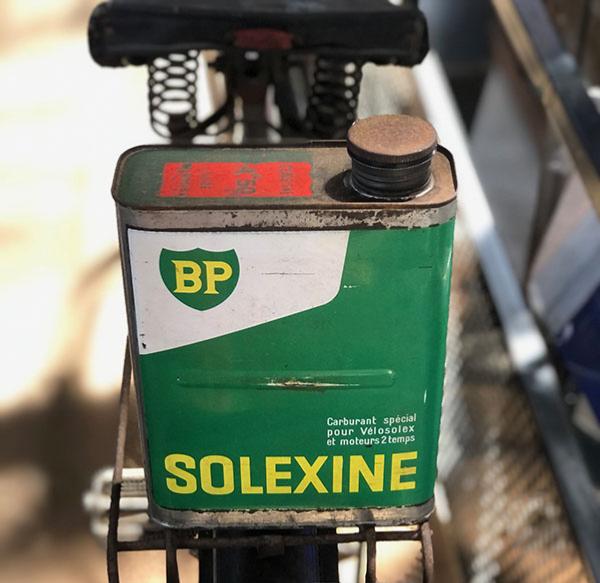 BP
Carburant spécial
pour Vélosolex
et moteurs 2 temps
SOLEXINE